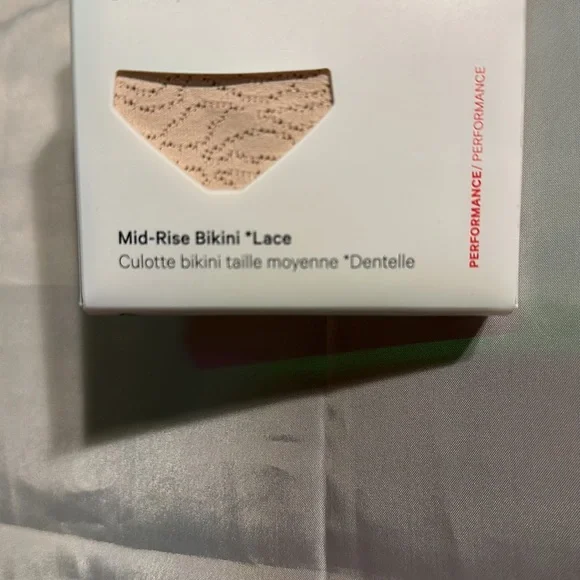 Mid-Rise Bikini *Lace
Culotte bikini taille moyenne *Dentelle
PERFORMANCE/ PERFORMANCE